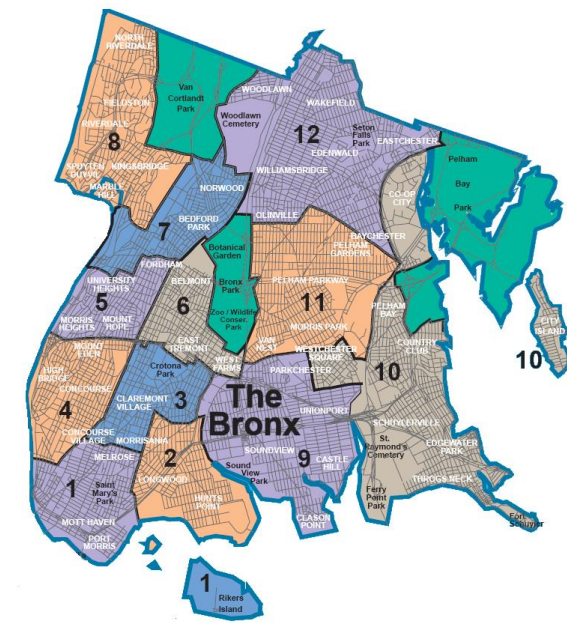 NORTH
RIVERDALE
FIELDSTON
RIVERDALE
8
SPUYTEN
DUYVIL
KINGSBRIDGE
MARBLE
HILL
Van
Cortlandt
Park
WOODLAWN
Woodlawn
Cemetery
WAKEFIELD
12
Seton
Falls
Park
EASTCHESTER
EDENWALD
WILLIAMSBRIDGE
OLINVILLE
CO-OP
CITY
Pelham
Bay
Park
NORWOOD
BEDFORD
PARK
7
FORDHAM
UNIVERSITY
HEIGHTS
5
MORRIS
HEIGHTS
MOUNT
HOPE
BELMONT
6
EAST
TREMONT
Botanical
Garden
Bronx
Park
Zoo / Wildlife
Conser.
Park
WEST
FARMS
BAYCHESTER
PELHAM
GARDENS
PELHAM PARKWAY
11
MORRIS PARK
VAN
NEST
WESTCHESTER
SQUARE
PELHAM
BAY
COUNTRY
CLUB
CITY
ISLAND
10
10
MOUNT
EDEN
HIGH
BRIDGE
CONCOURSE
4
CONCOURSE
VILLAGE
Crotona
Park
CLAREMONT
VILLAGE
3
MORRISANIA
The
Bronx
PARKCHESTER
UNIONPORT
SOUNDVIEW
9
CASTLE
HILL
Sound
View
Park
CLASON
POINT
SCHUYLERVILLE
St.
Raymond's
Cemetery
EDGEWATER
PARK
THROGS NECK
Ferry
Point
Park
Fort
Schuyler
MELROSE
1
Saint
Mary's
Park
MOTT HAVEN
PORT
MORRIS
2
LONGWOOD
HUNTS
POINT
1
Rikers
Island